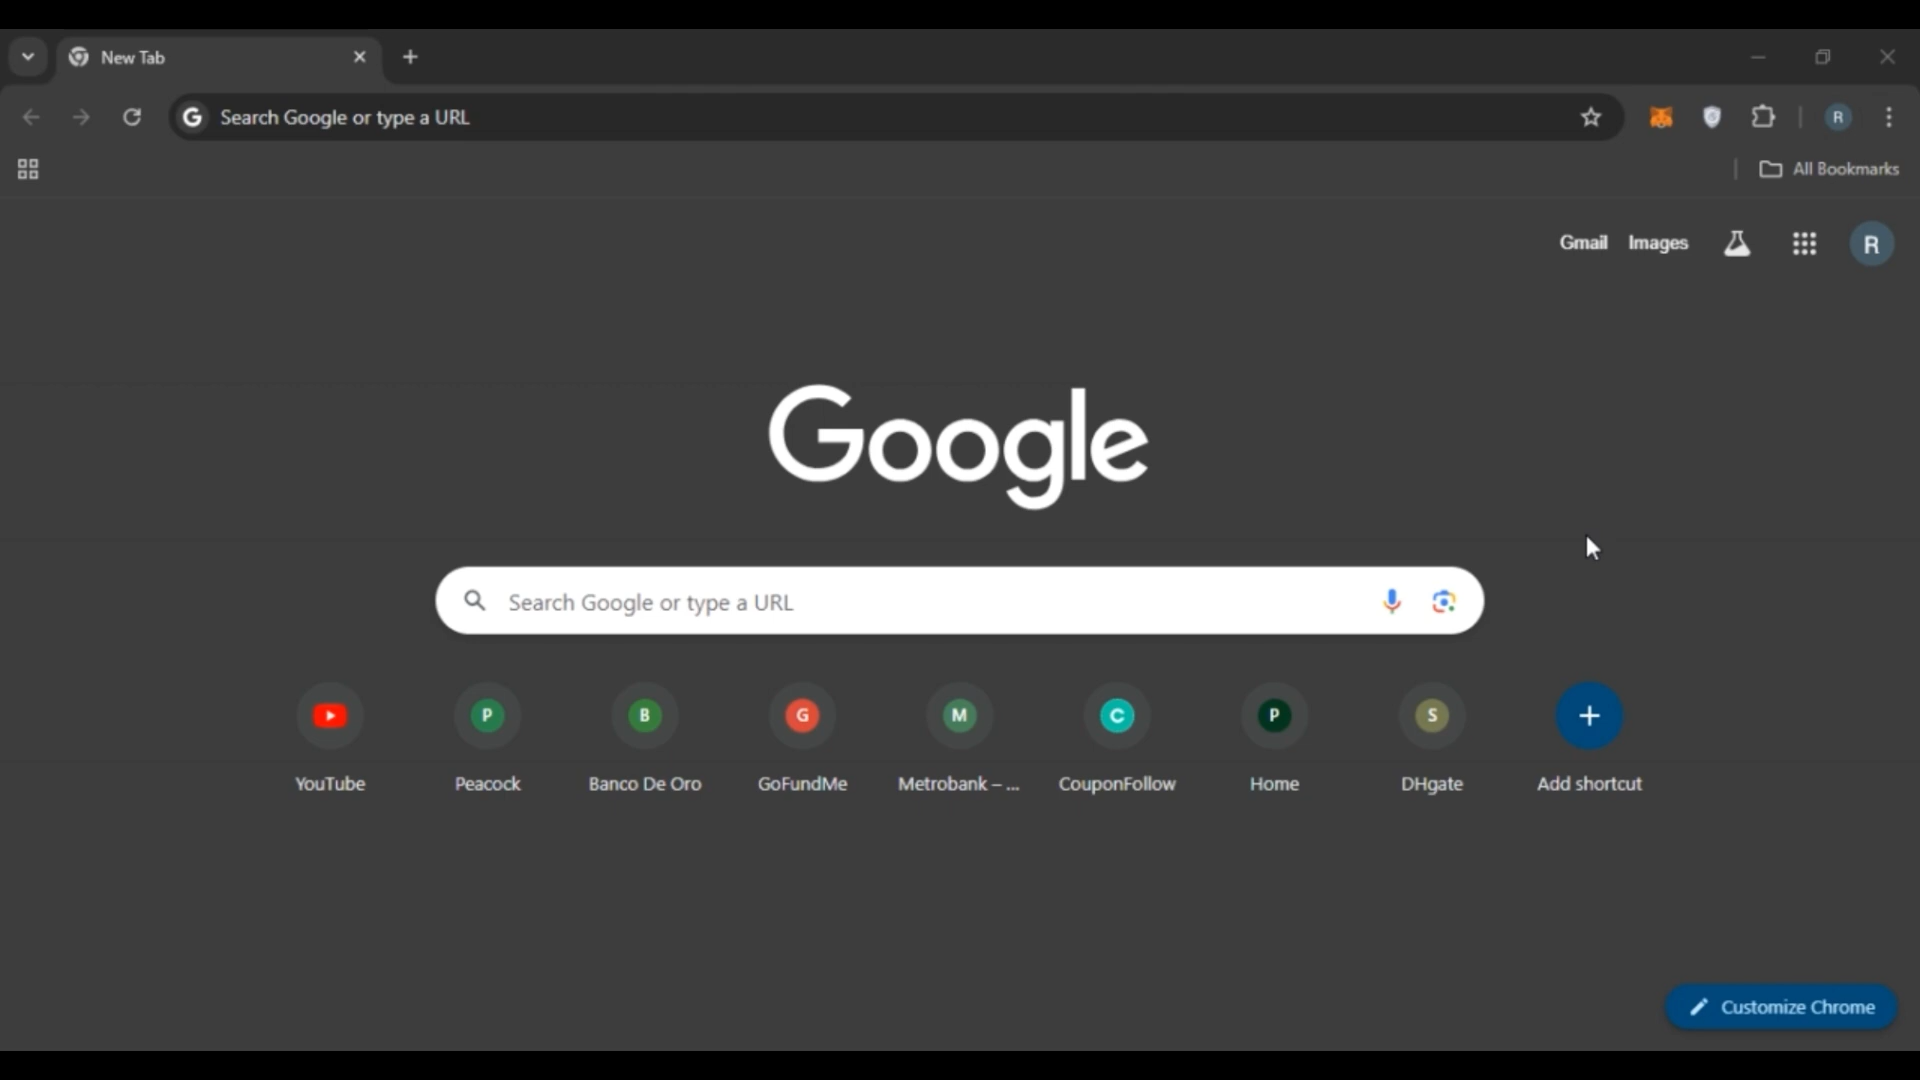 New Tab
Search Google or type a URL
R
All Bookmarks
Gmail Images
R
Google
Search Google or type a URL
P B G M C P S
YouTube Peacock Banco De Oro GoFundMe Metrobank – ... CouponFollow Home DHgate Add shortcut
Customize Chrome